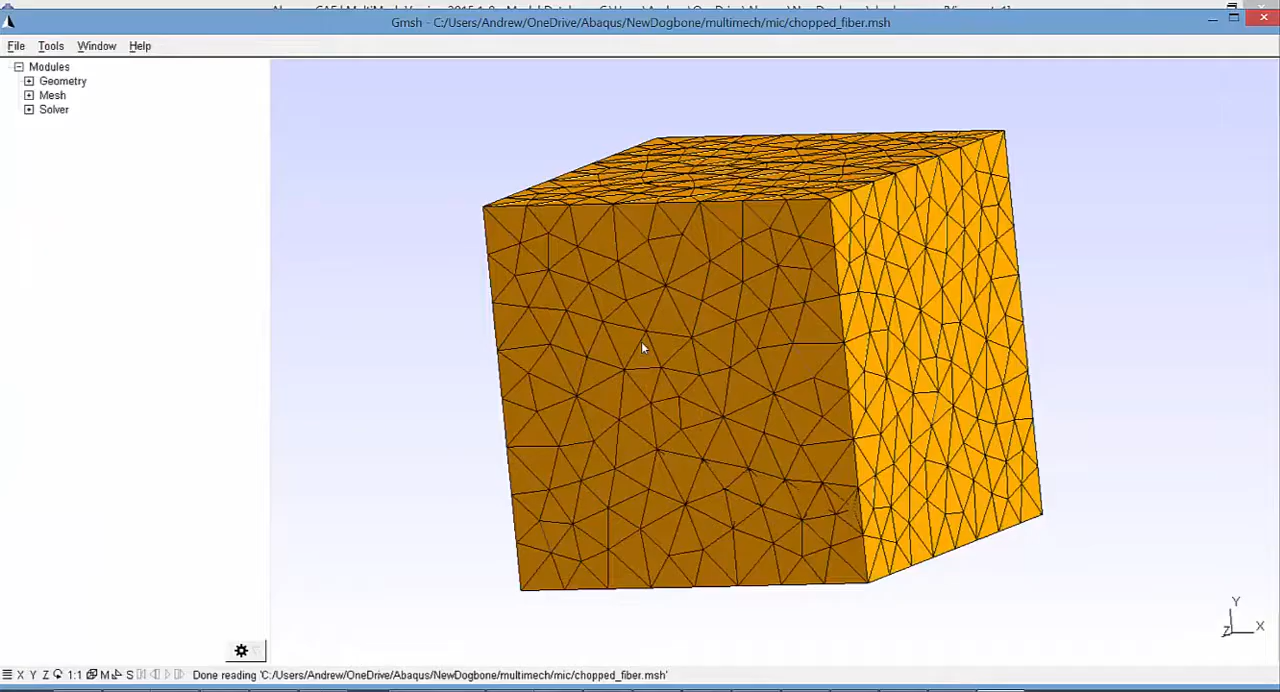 Gmsh - C:/Users/Andrew/OneDrive/Abaqus/NewDogbone/multimech/mic/chopped_fiber.msh
File Tools Window Help
Modules
Geometry
Mesh
Solver
Y
X
Z
X Y Z 1:1 M S Done reading 'C:/Users/Andrew/OneDrive/Abaqus/NewDogbone/multimech/mic/chopped_fiber.msh'